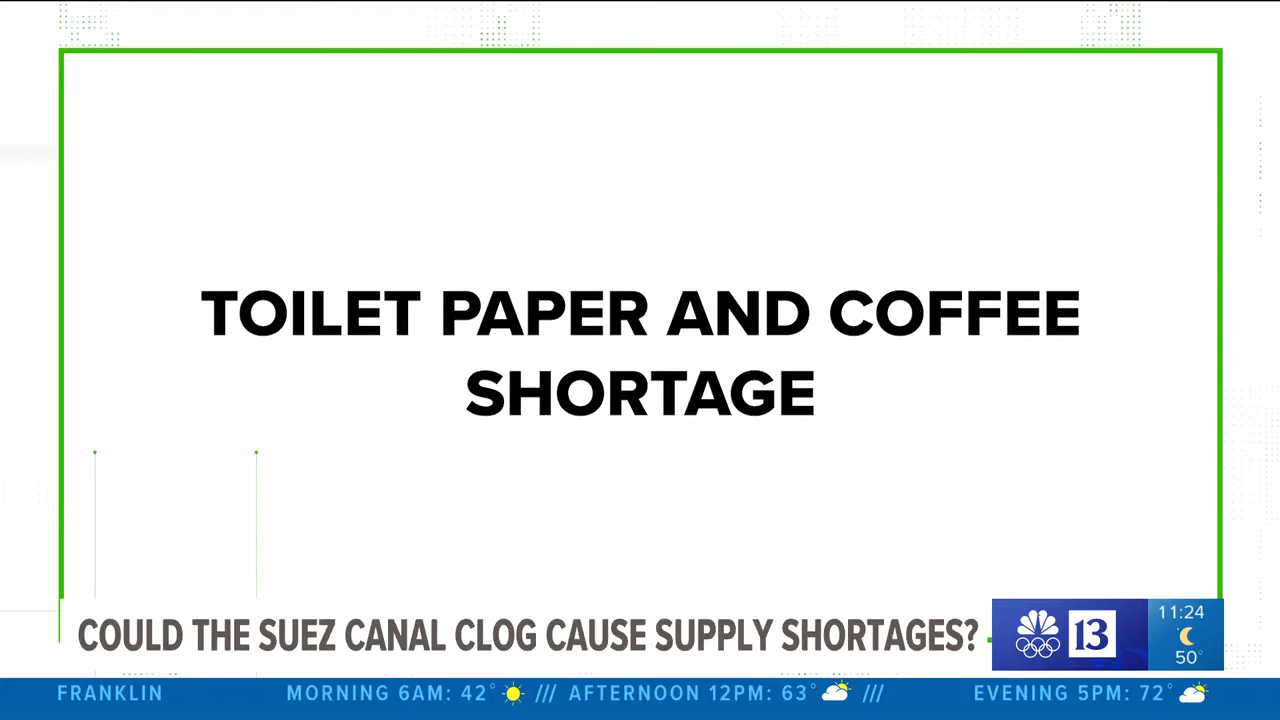 TOILET PAPER AND COFFEE
SHORTAGE
COULD THE SUEZ CANAL CLOG CAUSE SUPPLY SHORTAGES?
13
11:24
50°
FRANKLIN MORNING 6AM: 42° /// AFTERNOON 12PM: 63° /// EVENING 5PM: 72°